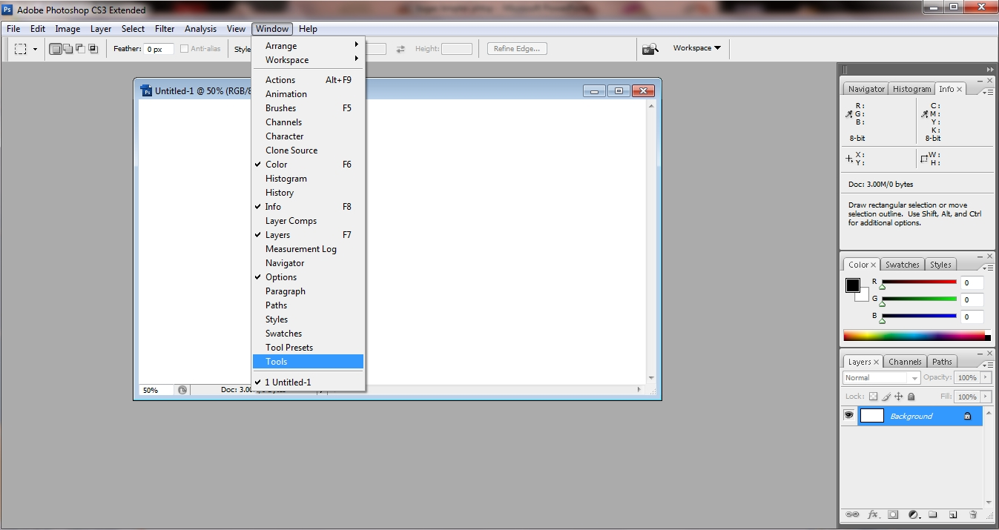 Adobe Photoshop CS3 Extended
File Edit Image Layer Select Filter Analysis View Window Help
Feather: 0 px Anti-alias Style Height: Refine Edge... Br Workspace
Arrange
Workspace
Actions Alt+F9
Animation
Brushes F5
Channels
Character
Clone Source
Color F6
Histogram
History
Info F8
Layer Comps
Layers F7
Measurement Log
Navigator
Options
Paragraph
Paths
Styles
Swatches
Tool Presets
Tools
1 Untitled-1
Untitled-1 @ 50% (RGB/8
50% Doc: 3.00
Navigator Histogram Info
R: C:
G: M:
B: Y:
K:
8-bit 8-bit
X: W:
Y: H:
Doc: 3.00M/0 bytes
Draw rectangular selection or move
selection outline. Use Shift, Alt, and Ctrl
for additional options.
Color Swatches Styles
R 0
G 0
B 0
Layers Channels Paths
Normal Opacity: 100%
Lock: Fill: 100%
Background